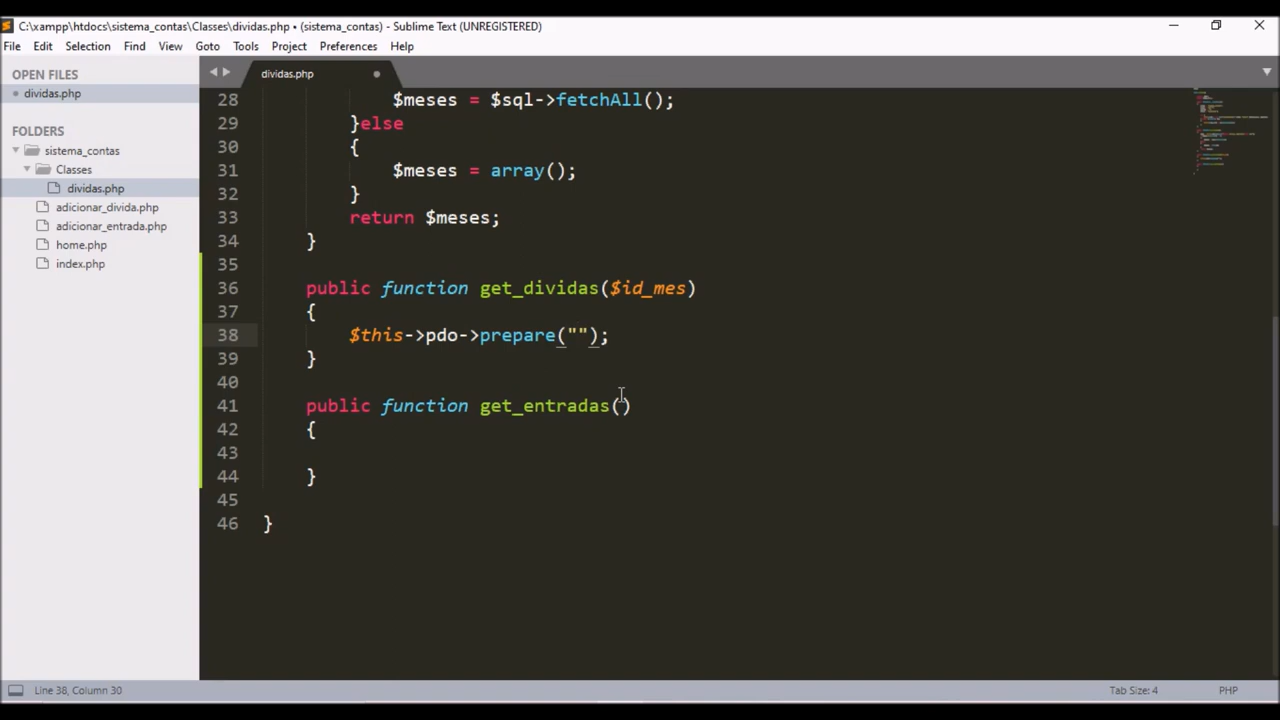 C:\xampp\htdocs\sistema_contas\Classes\dividas.php • (sistema_contas) - Sublime Text (UNREGISTERED)
File Edit Selection Find View Goto Tools Project Preferences Help
OPEN FILES
dividas.php
FOLDERS
sistema_contas
Classes
dividas.php
adicionar_divida.php
adicionar_entrada.php
home.php
index.php
dividas.php
28 $meses = $sql->fetchAll();
29 }else
30 {
31 $meses = array();
32 }
33 return $meses;
34 }
35
36 public function get_dividas($id_mes)
37 {
38 $this->pdo->prepare("");
39 }
40
41 public function get_entradas()
42 {
43
44 }
45
46 }
Line 38, Column 30
Tab Size: 4
PHP